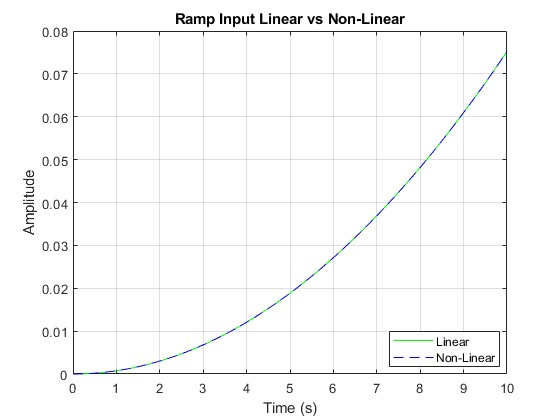 Ramp Input Linear vs Non-Linear
0.08
0.07
0.06
0.05
0.04
0.03
0.02
0.01
0
Amplitude
Linear
Non-Linear
0 1 2 3 4 5 6 7 8 9 10
Time (s)